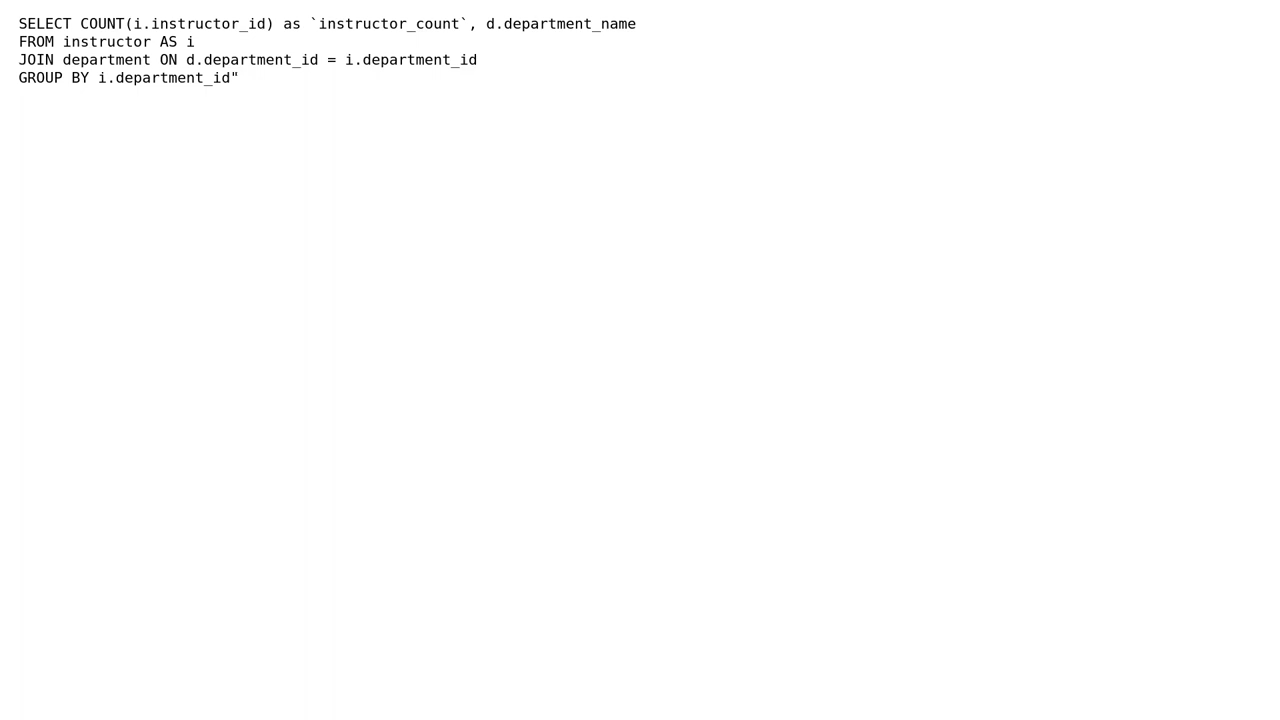 SELECT COUNT(i.instructor_id) as `instructor_count`, d.department_name
FROM instructor AS i
JOIN department ON d.department_id = i.department_id
GROUP BY i.department_id"